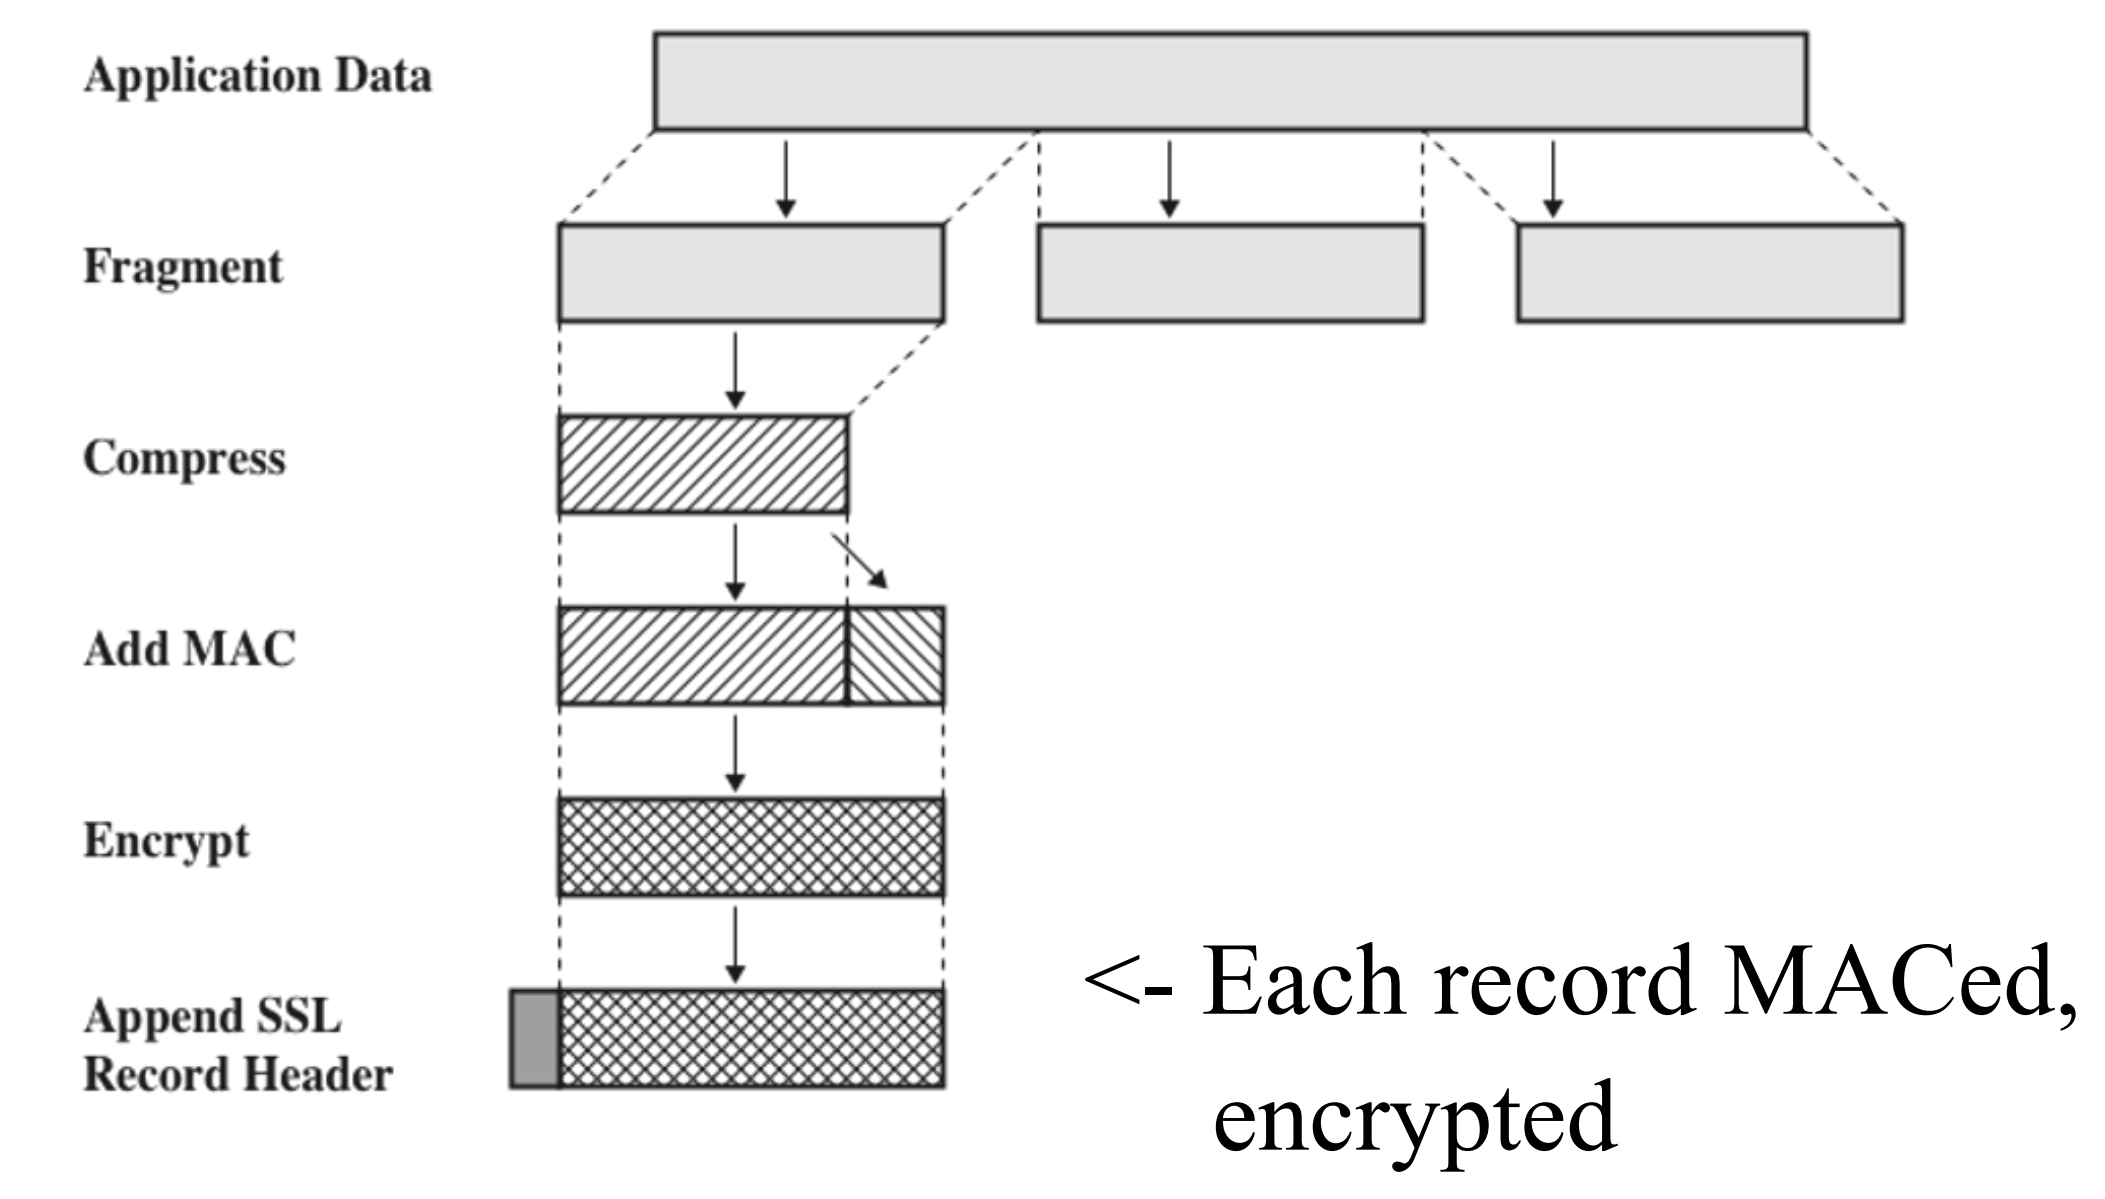 Application Data
Fragment
Compress
Add MAC
Encrypt
Append SSL
Record Header
<- Each record MACed,
encrypted